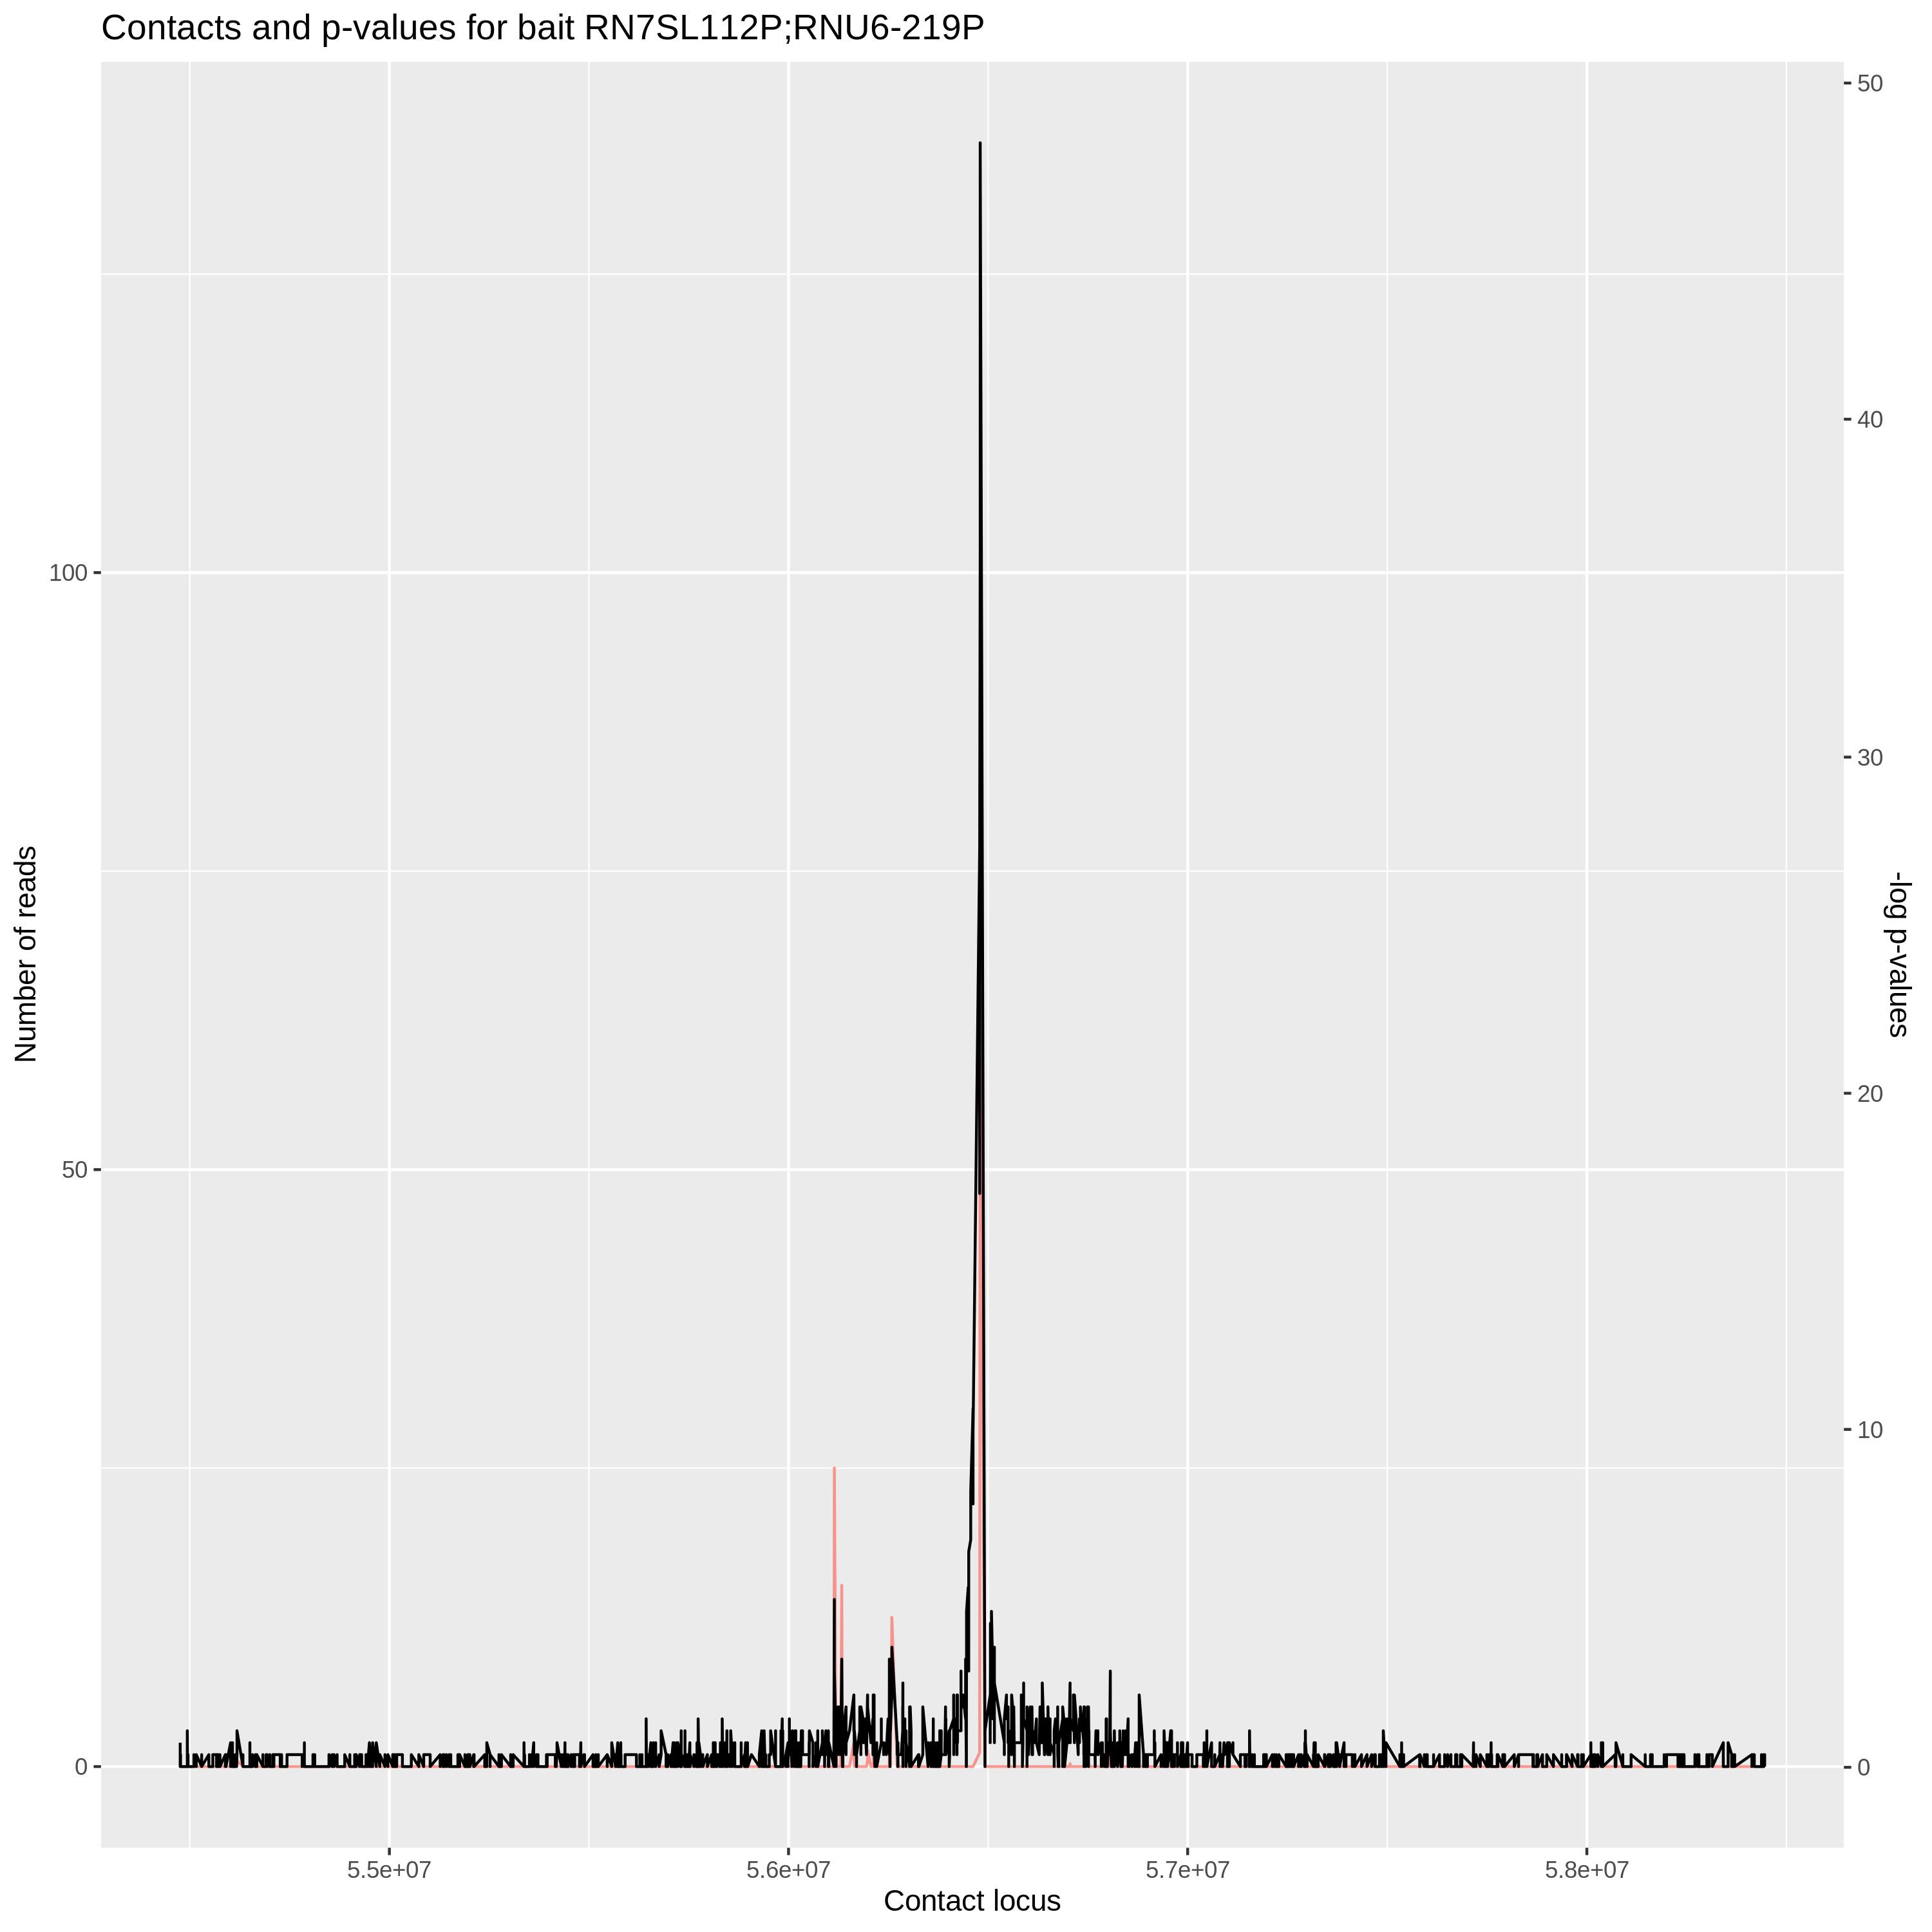 Contacts and p-values for bait RN7SL112P;RNU6-219P
50
40
100
30
Number of reads
-log p-values
20
50
10
0
0
5.5e+07
5.6e+07
5.7e+07
5.8e+07
Contact locus